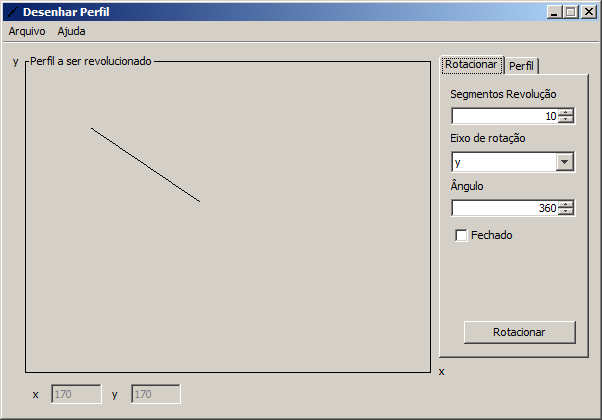 Desenhar Perfil
Arquivo Ajuda
y Perfil a ser revolucionado
Rotacionar Perfil
Segmentos Revolução
10
Eixo de rotação
y
Ângulo
360
Fechado
Rotacionar
x
x 170 y 170